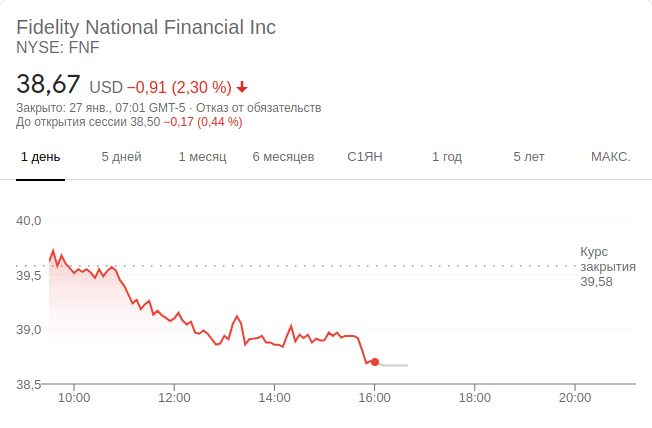 Fidelity National Financial Inc
NYSE: FNF
38,67 USD −0,91 (2,30 %)
Закрыто: 27 янв., 07:01 GMT-5 · Отказ от обязательств
До открытия сессии 38,50 −0,17 (0,44 %)
1 день 5 дней 1 месяц 6 месяцев С1ЯН 1 год 5 лет МАКС.
40,0
Курс
закрытия
39,58
39,5
39,0
38,5
10:00 12:00 14:00 16:00 18:00 20:00